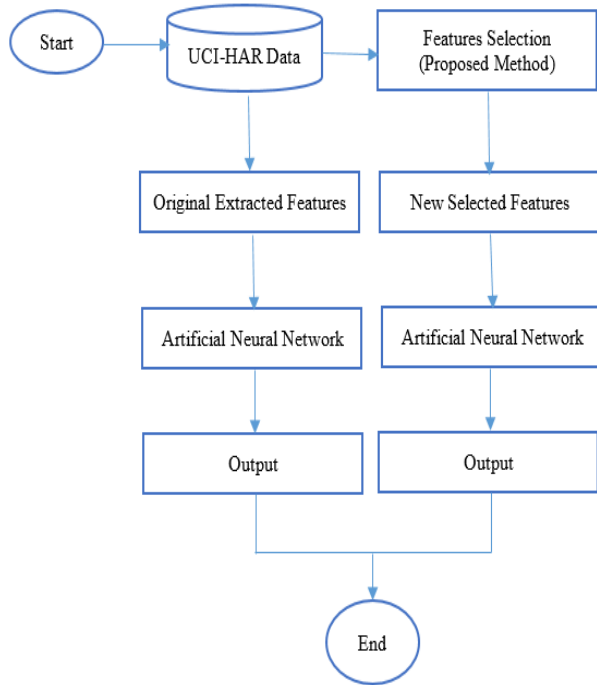 Start
UCI-HAR Data
Features Selection
(Proposed Method)
Original Extracted Features
New Selected Features
Artificial Neural Network
Artificial Neural Network
Output
Output
End